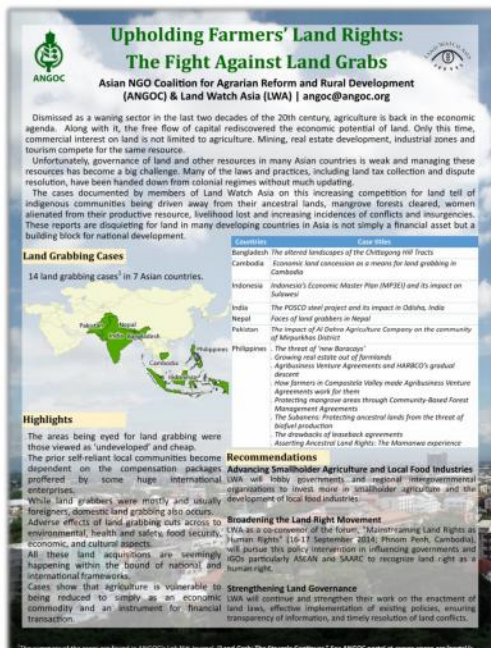 Upholding Farmers' Land Rights:
The Fight Against Land Grabs
ANGOC
Asian NGO Coalition for Agrarian Reform and Rural Development
(ANGOC) & Land Watch Asia (LWA) | angoc@angoc.org
Dismissed as a waning sector in the last two decades of the 20th century, agriculture is back in the economic
agenda. Along with it, the free flow of capital rediscovered the economic potential of land. Only this time,
commercial interest on land is not limited to agriculture. Mining, real estate development, industrial zones and
tourism compete for the same resource.
Unfortunately, governance of land and other resources in many Asian countries is weak and managing these
resources has become a big challenge. Many of the laws and practices, including land tax collection and dispute
resolution, have been handed down from colonial regimes without much updating.
The cases documented by members of Land Watch Asia on this increasing competition for land tell of
indigenous communities being driven away from their ancestral lands, mangrove forests cleared, women
alienated from their productive resource, livelihood lost and increasing incidences of conflicts and insurgencies.
These reports are disquieting for land in many developing countries in Asia is not simply a financial asset but a
building block for national development.
Land Grabbing Cases
14 land grabbing cases¹ in 7 Asian countries.
Pakistan
Nepal
India
Bangladesh
Cambodia
Philippines
Indonesia
Countries Case titles
Bangladesh The altered landscapes of the Chittagong Hill Tracts
Cambodia Economic land concession as a means for land grabbing in
Cambodia
Indonesia Indonesia's Economic Master Plan (MP3EI) and its impact on
Sulawesi
India The POSCO steel project and its impact in Odisha, India
Nepal Faces of land grabbers in Nepal
Pakistan The impact of Al Dahra Agriculture Company on the community
of Mirpurkhas District
Philippines . The threat of 'new Boracays'
. Growing real estate out of farmlands
. Agribusiness Venture Agreements and HARBCO's gradual
descent
. How farmers in Compostela Valley made Agribusiness Venture
Agreements work for them
. Protecting mangrove areas through Community-Based Forest
Management Agreements
. The Subanens: Protecting ancestral lands from the threat of
biofuel production
. The drawbacks of leaseback agreements
. Asserting Ancestral Land Rights: The Mamanwa experience
Highlights
The areas being eyed for land grabbing were
those viewed as 'undeveloped' and cheap.
The prior self-reliant local communities become
dependent on the compensation packages
proffered by some huge international
enterprises.
While land grabbers were mostly and usually
foreigners, domestic land grabbing also occurs.
Adverse effects of land grabbing cuts across to
environmental, health and safety, food security,
economic, and cultural aspects.
All these land acquisitions are seemingly
happening within the bound of national and
international frameworks.
Cases show that agriculture is vulnerable to
being reduced to simply as an economic
commodity and an instrument for financial
transaction.
Recommendations
Advancing Smallholder Agriculture and Local Food Industries
LWA will lobby governments and regional intergovernmental
organizations to invest more in smallholder agriculture and the
development of local food industries.
Broadening the Land Right Movement
LWA as a co-convenor of the forum, "Mainstreaming Land Rights as
Human Rights" (16-17 September 2014; Phnom Penh, Cambodia),
will pursue this policy intervention in influencing governments and
IGOs particularly ASEAN and SAARC to recognize land right as a
human right.
Strengthening Land Governance
LWA will continue and strengthen their work on the enactment of
land laws, effective implementation of existing policies, ensuring
transparency of information, and timely resolution of land conflicts.